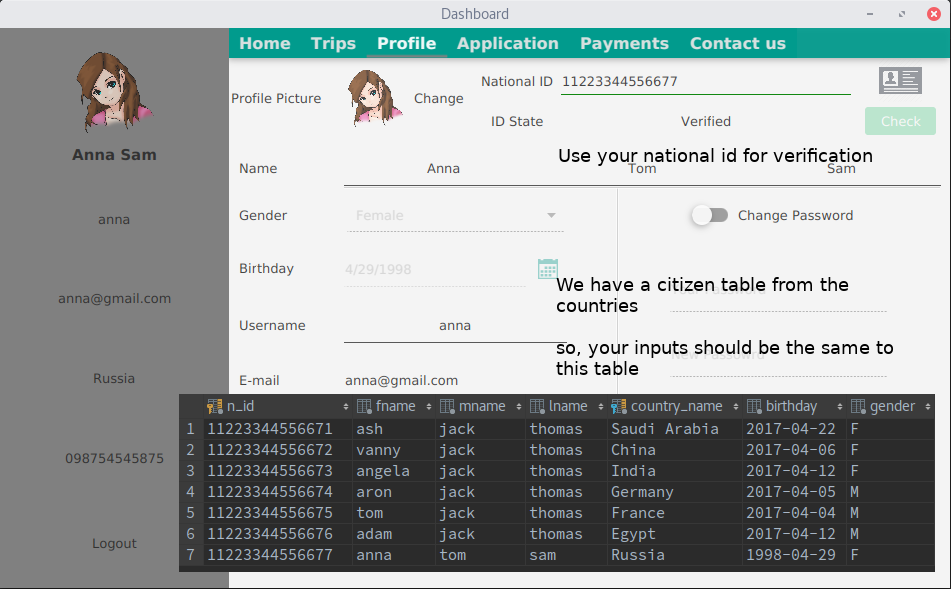 Dashboard
Home Trips Profile Application Payments Contact us
Profile Picture Change National ID 11223344556677
ID State Verified Check
Anna Sam
Use your national id for verification
Name Anna Tom Sam
anna
Gender Female Change Password
Birthday 4/29/1998
We have a citizen table from the
countries
anna@gmail.com
Username anna
so, your inputs should be the same to
this table
Russia
E-mail anna@gmail.com
n_id fname mname lname country_name birthday gender
1 11223344556671 ash jack thomas Saudi Arabia 2017-04-22 F
2 11223344556672 vanny jack thomas China 2017-04-06 F
3 11223344556673 angela jack thomas India 2017-04-12 F
4 11223344556674 aron jack thomas Germany 2017-04-05 M
5 11223344556675 tom jack thomas France 2017-04-04 M
6 11223344556676 adam jack thomas Egypt 2017-04-12 M
7 11223344556677 anna tom sam Russia 1998-04-29 F
098754545875
Logout